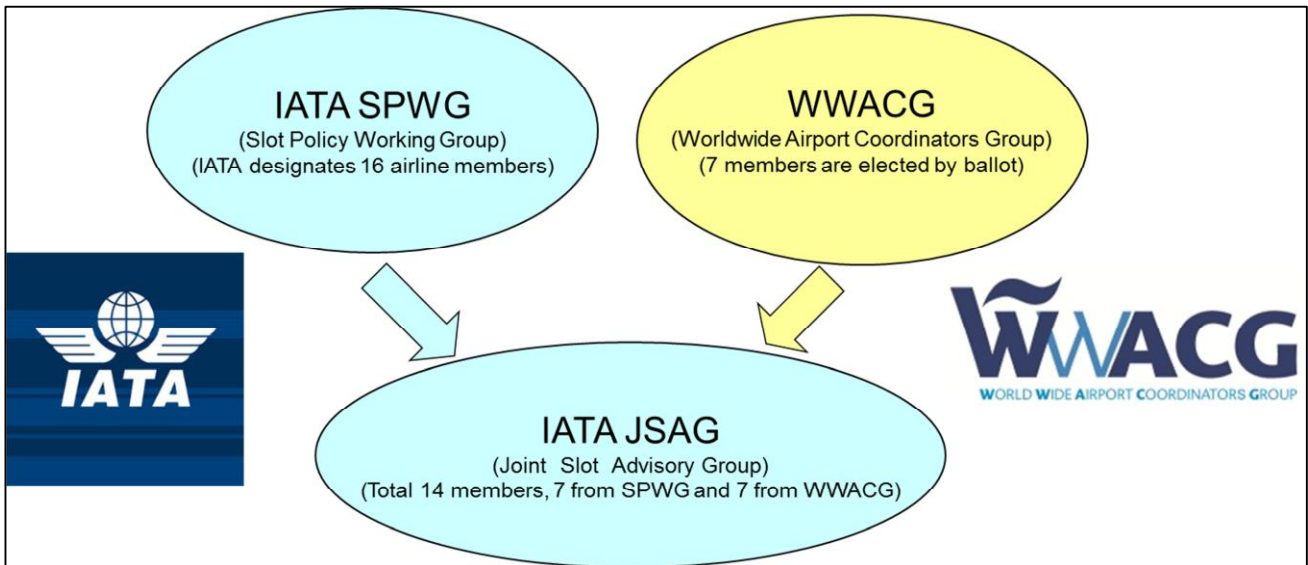 IATA SPWG
(Slot Policy Working Group)
(IATA designates 16 airline members)
WWACG
(Worldwide Airport Coordinators Group)
(7 members are elected by ballot)
IATA
WWACG
WORLD WIDE AIRPORT COORDINATORS GROUP
IATA JSAG
(Joint Slot Advisory Group)
(Total 14 members, 7 from SPWG and 7 from WWACG)